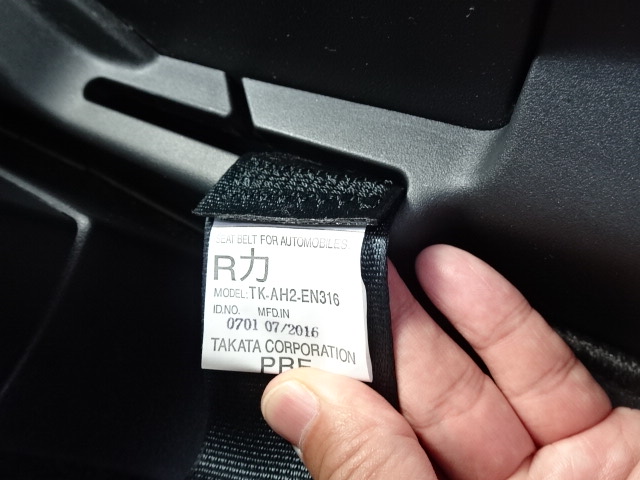 SEAT BELT FOR AUTOMOBILES
R力
MODEL:TK-AH2-EN316
ID.NO. MFD.IN
0701 07/2016
TAKATA CORPORATION
PRE